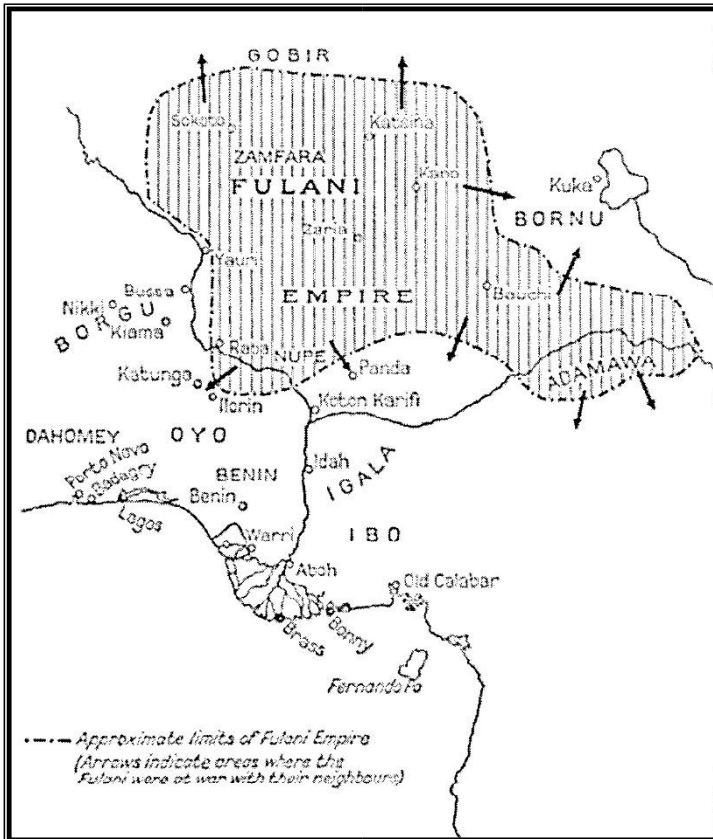 GOBIR
Sokoto
Katsina
ZAMFARA
FULANI
Kano
Kuka
BORNU
Zaria
Yauri
Bussa
EMPIRE
Bauchi
Nikki
BORGU
Kiama
Raba
NUPE
Panda
ADAMAWA
Katunga
Ilorin
Koton Karifi
DAHOMEY
OYO
Porto Novo
Badagry
BENIN
Idah
IGALA
Benin
Lagos
IBO
Warri
Aboh
Old Calabar
Brass
Bonny
Fernando Po
Approximate limits of Fulani Empire
(Arrows indicate areas where the
Fulani were at war with their neighbours)